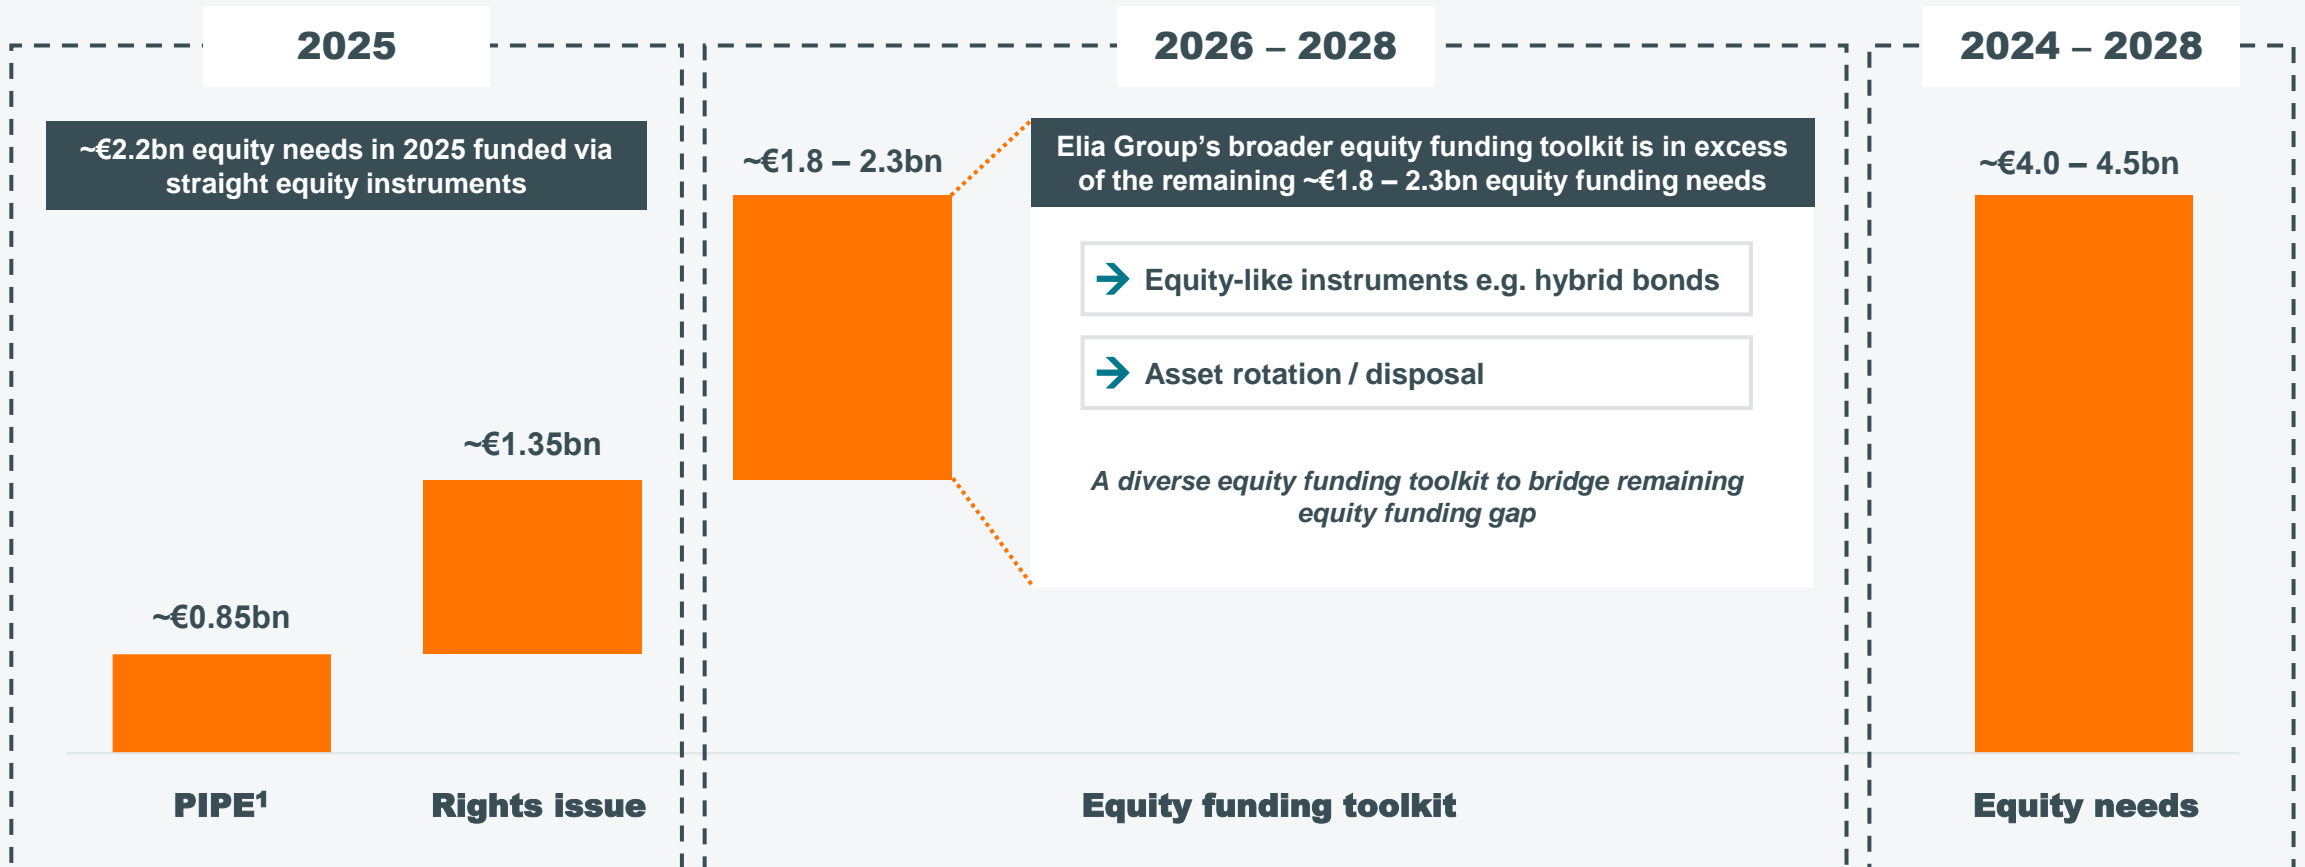 2025
~€2.2bn equity needs in 2025 funded via
straight equity instruments
~€0.85bn
~€1.35bn
PIPE¹
Rights issue
2026 – 2028
~€1.8 – 2.3bn
Elia Group’s broader equity funding toolkit is in excess
of the remaining ~€1.8 – 2.3bn equity funding needs
Equity-like instruments e.g. hybrid bonds
Asset rotation / disposal
A diverse equity funding toolkit to bridge remaining
equity funding gap
Equity funding toolkit
2024 – 2028
~€4.0 – 4.5bn
Equity needs